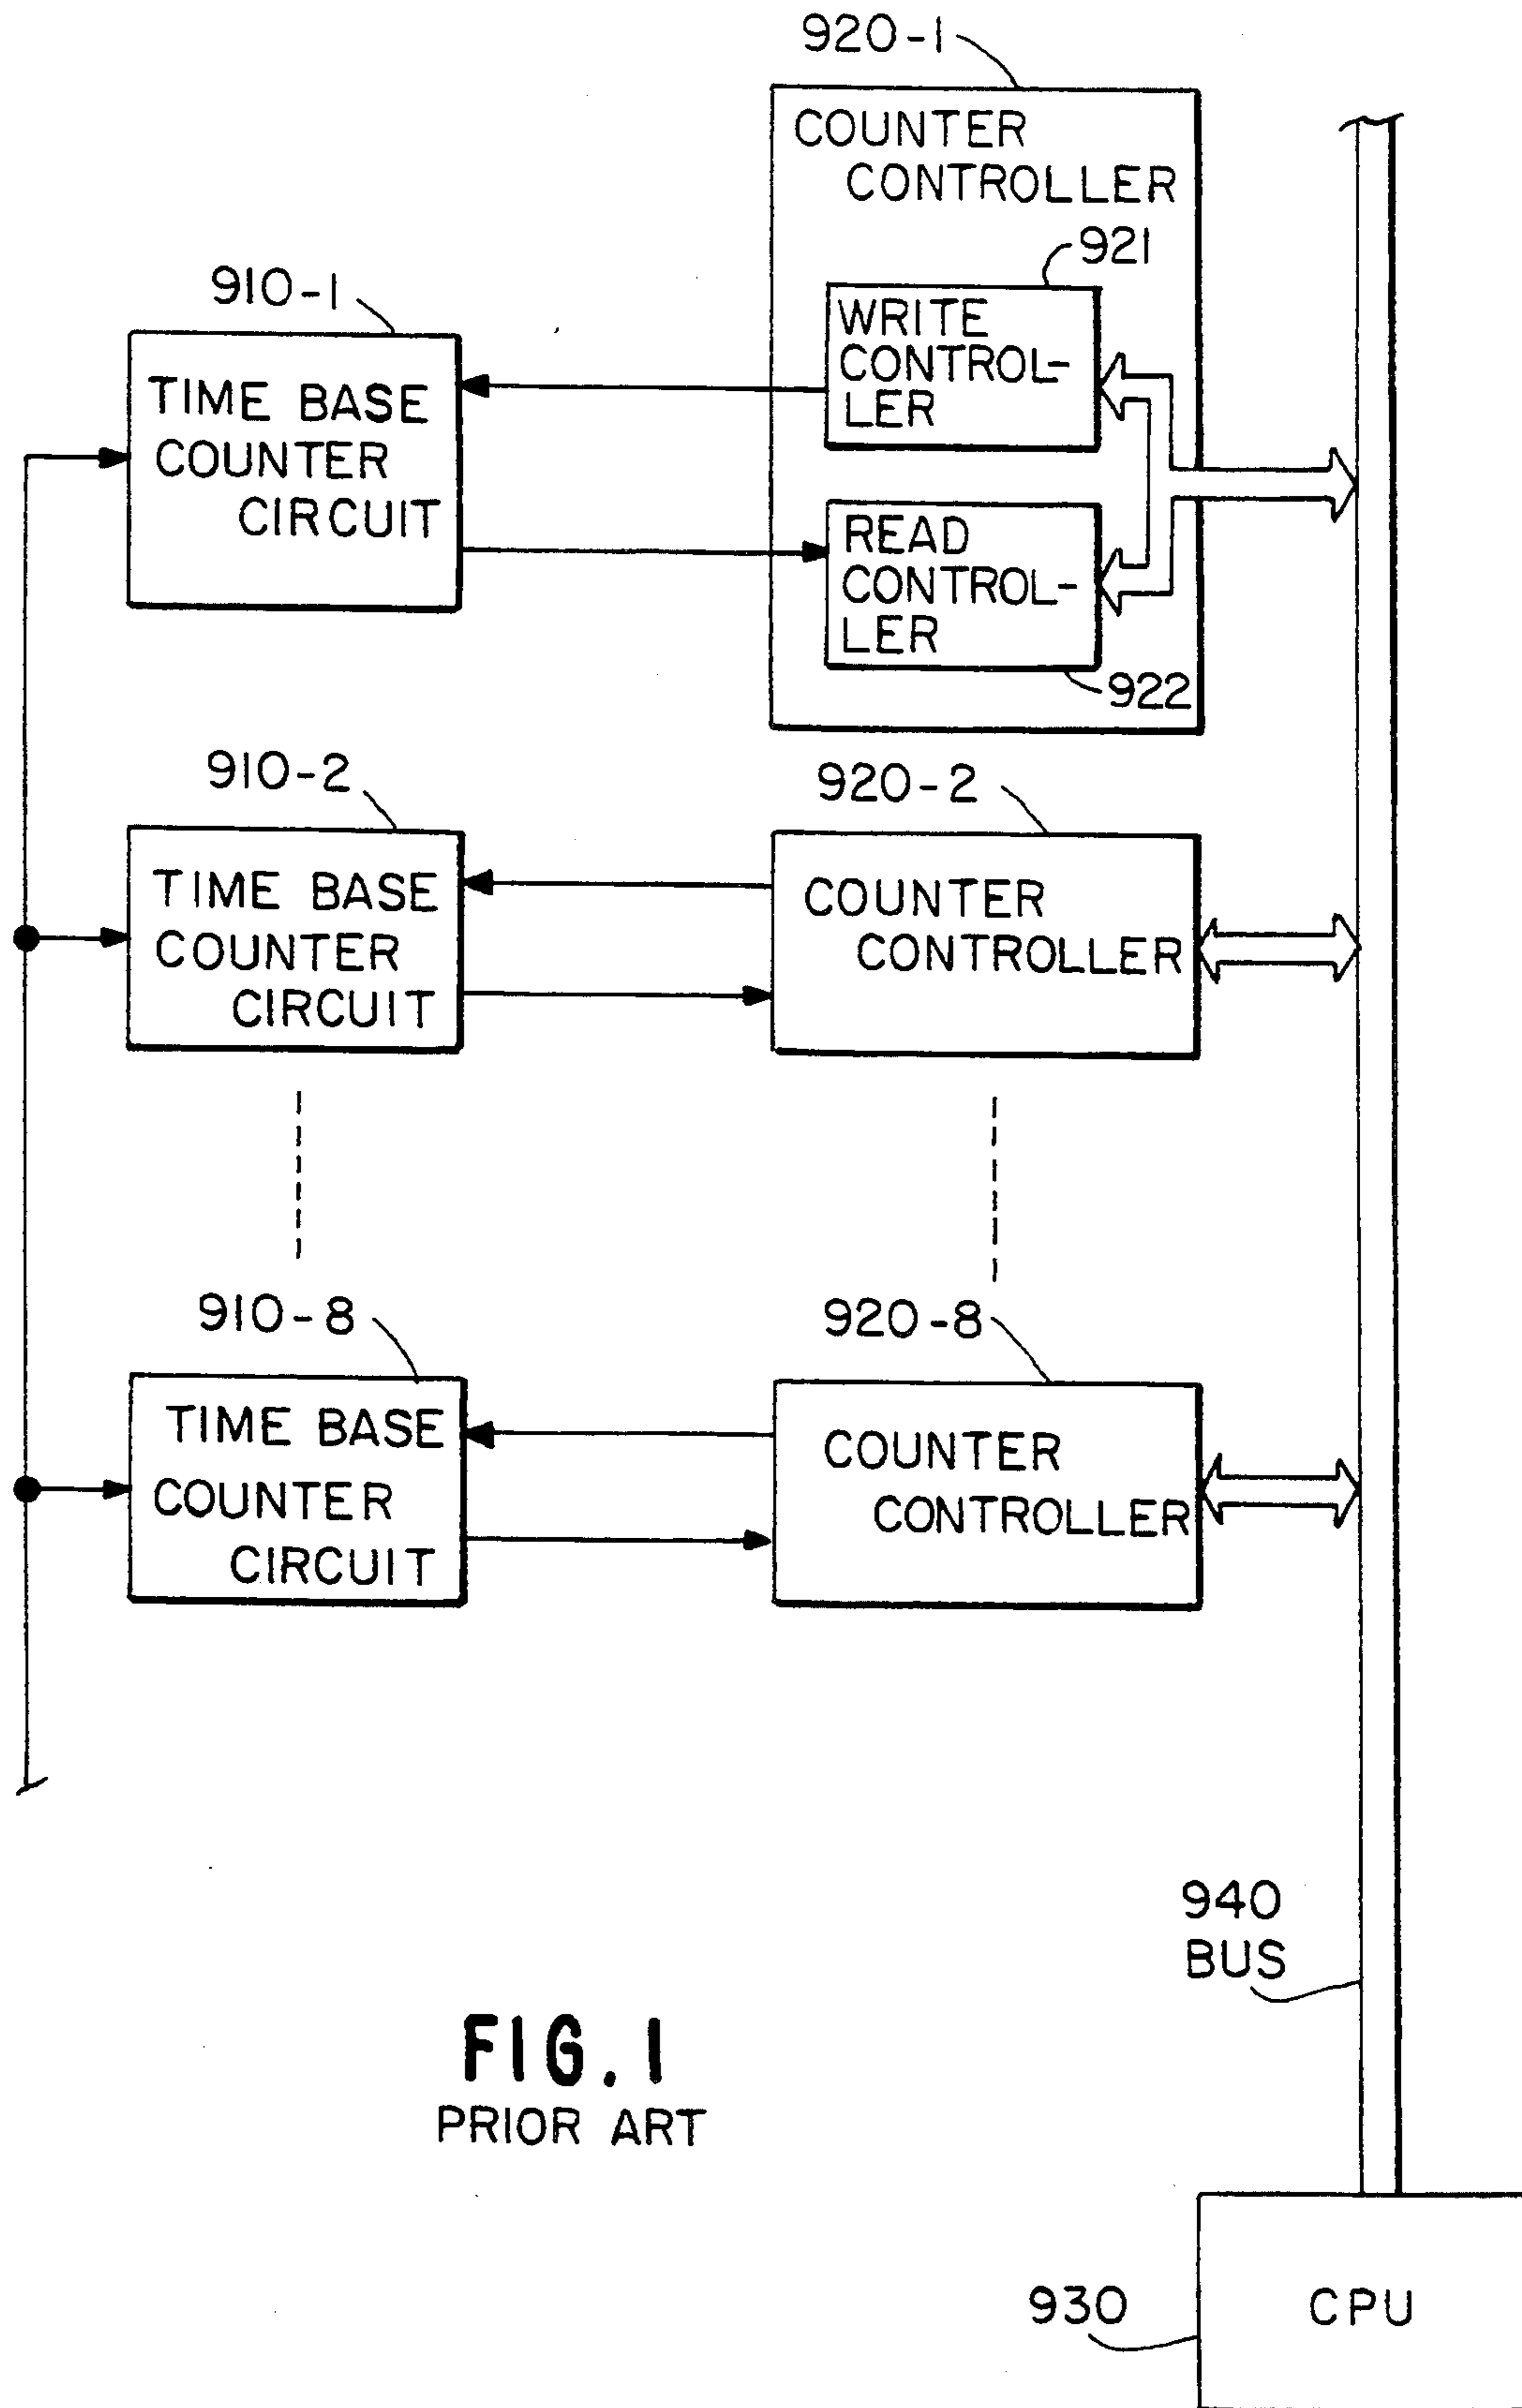 920-1
COUNTER
CONTROLLER
921
910-1
WRITE
CONTROL-
LER
TIME BASE
COUNTER
CIRCUIT
READ
CONTROL-
LER
922
910-2
920-2
TIME BASE
COUNTER
CIRCUIT
COUNTER
CONTROLLER
910-8
920-8
TIME BASE
COUNTER
CIRCUIT
COUNTER
CONTROLLER
940
BUS
FIG. 1
PRIOR ART
930
CPU